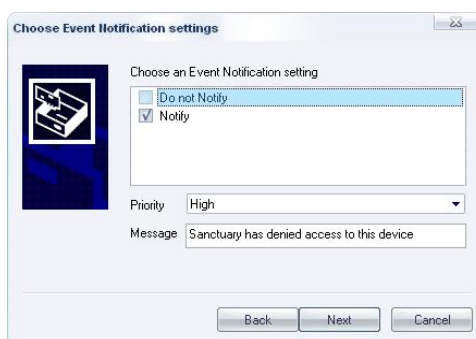 Choose Event Notification settings
Choose an Event Notification setting
Do not Notify
Notify
Priority High
Message Sanctuary has denied access to this device
Back Next Cancel